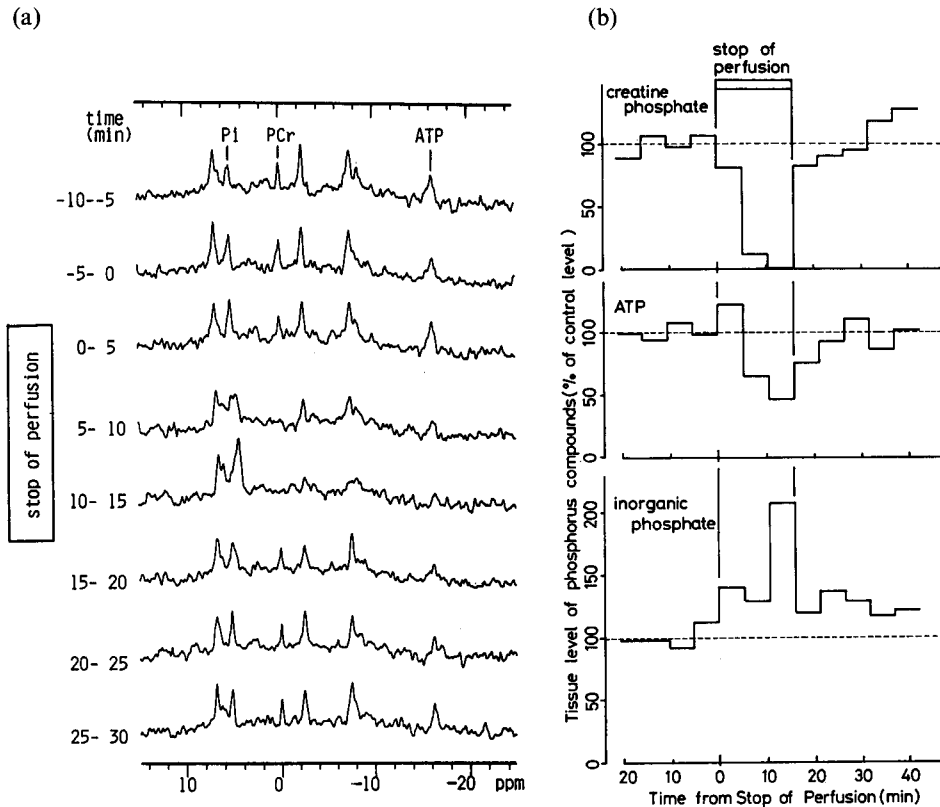 (a)
time
(min)
Pi PCr ATP
-10--5
-5- 0
0- 5
5- 10
10- 15
15- 20
20- 25
25- 30
stop of perfusion
10 0 -10 -20 ppm
(b)
stop of
perfusion
creatine
phosphate
100
50
0
ATP
100
50
0
inorganic
phosphate
200
150
100
50
0
Tissue level of phosphorus compounds (% of control level)
20 10 0 10 20 30 40
Time from Stop of Perfusion (min)